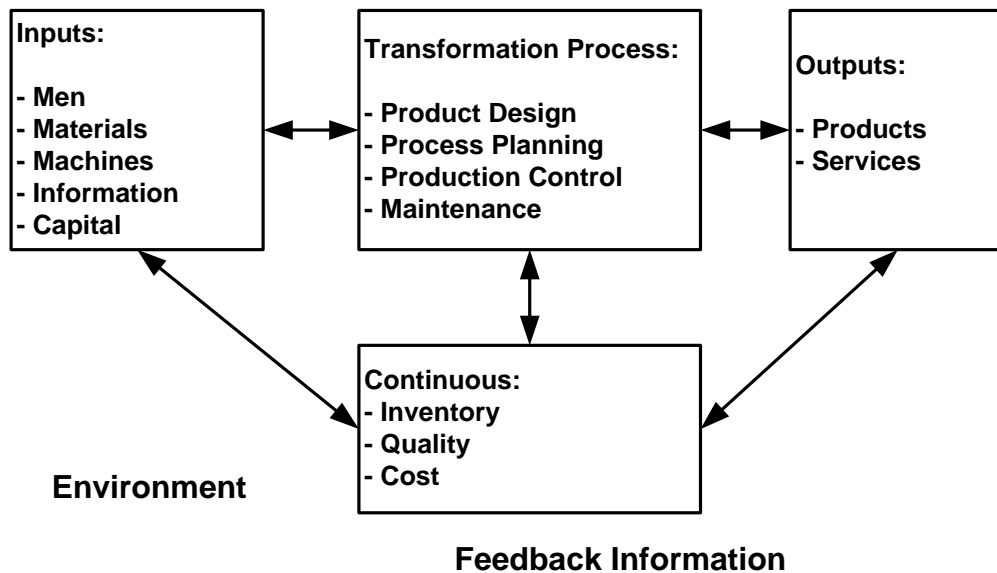 Inputs:
- Men
- Materials
- Machines
- Information
- Capital
Transformation Process:
- Product Design
- Process Planning
- Production Control
- Maintenance
Outputs:
- Products
- Services
Continuous:
- Inventory
- Quality
- Cost
Environment
Feedback Information